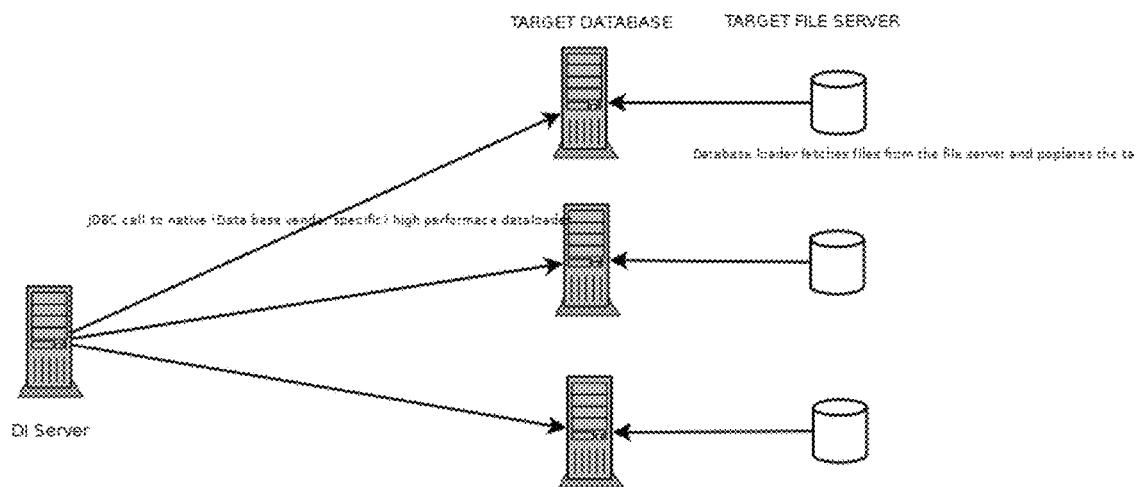 TARGET DATABASE
TARGET FILE SERVER
Database loader fetches files from the file server and poplates the ta
JDBC call to native (Data base vendor specific) high performace dataloader
DI Server